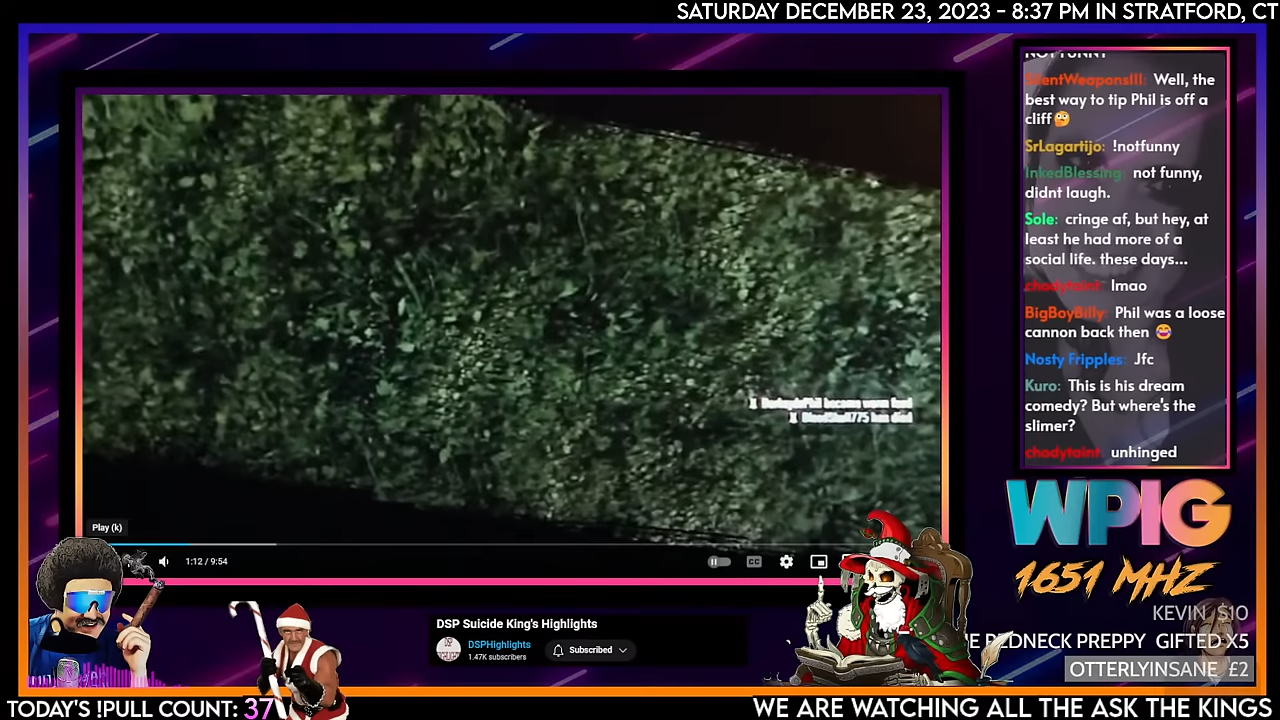 SATURDAY DECEMBER 23, 2023 - 8:37 PM IN STRATFORD, CT
NOT FUNNY
SilentWeaponsIII: Well, the
best way to tip Phil is off a
cliff🤔
SrLagartijo: !notfunny
InkedBlessing: not funny,
didnt laugh.
Sole: cringe af, but hey, at
least he had more of a
social life. these days...
chodytaint: lmao
BigBoyBilly: Phil was a loose
cannon back then 😂
Nosty Fripples: Jfc
Kuro: This is his dream
comedy? But where's the
slimer?
chodytaint: unhinged
has died
Play (k)
1:12 / 9:54
CC
WPIG
1651 MHZ
KEVIN $10
REDNECK PREPPY GIFTED X5
OTTERLYINSANE £2
DSP Suicide King's Highlights
DSPHighlights
1.47K subscribers
Subscribed
TODAY'S !PULL COUNT: 37
WE ARE WATCHING ALL THE ASK THE KINGS